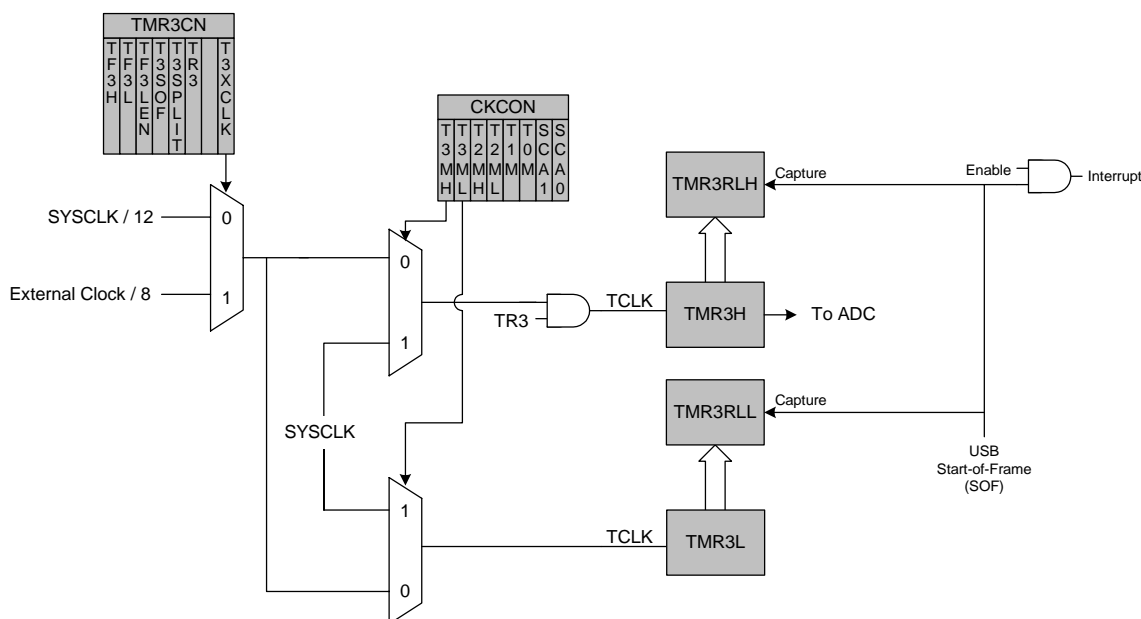 TMR3CN
TF3H
TF3L
TF3LEN
T3SOF
T3SPLIT
TR3
T3XCLK
CKCON
T3MH
T3ML
T2MH
T2ML
T1M
T0M
SCA1
SCA0
SYSCLK / 12
0
External Clock / 8
1
0
1
TR3
TCLK
TMR3RLH
Capture
Enable
Interrupt
TMR3H
To ADC
SYSCLK
1
0
TCLK
TMR3RLL
Capture
TMR3L
USB
Start-of-Frame
(SOF)